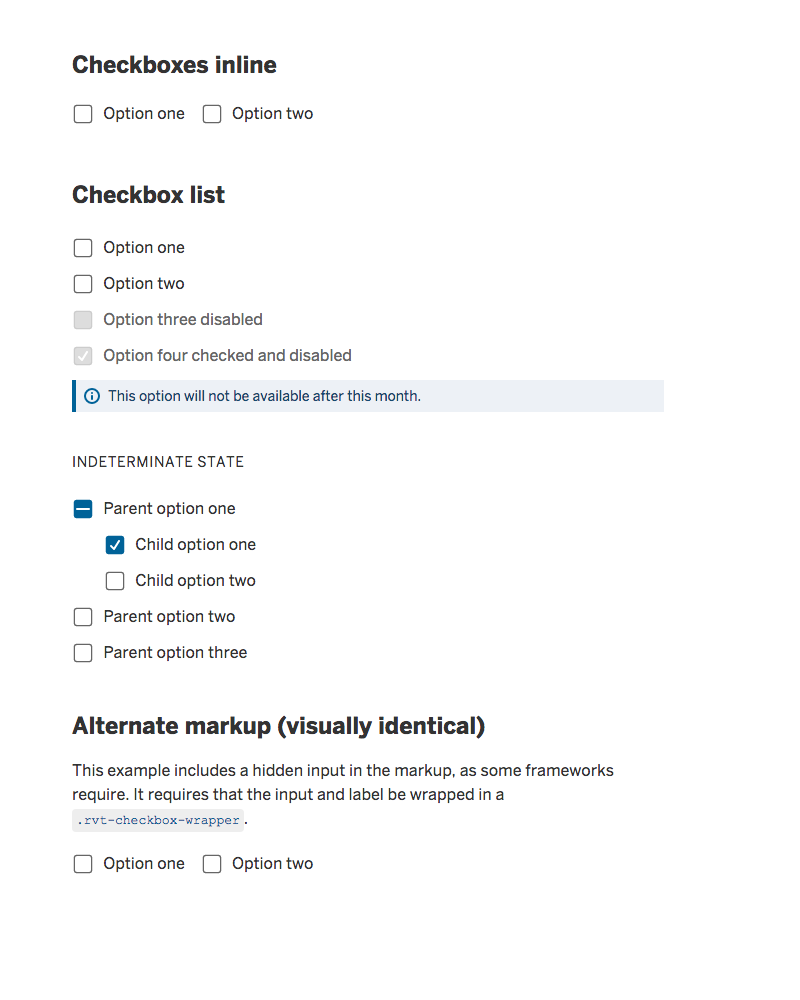 Checkboxes inline
Option one Option two
Checkbox list
Option one
Option two
Option three disabled
Option four checked and disabled
This option will not be available after this month.
INDETERMINATE STATE
Parent option one
Child option one
Child option two
Parent option two
Parent option three
Alternate markup (visually identical)
This example includes a hidden input in the markup, as some frameworks
require. It requires that the input and label be wrapped in a
.rvt-checkbox-wrapper.
Option one Option two